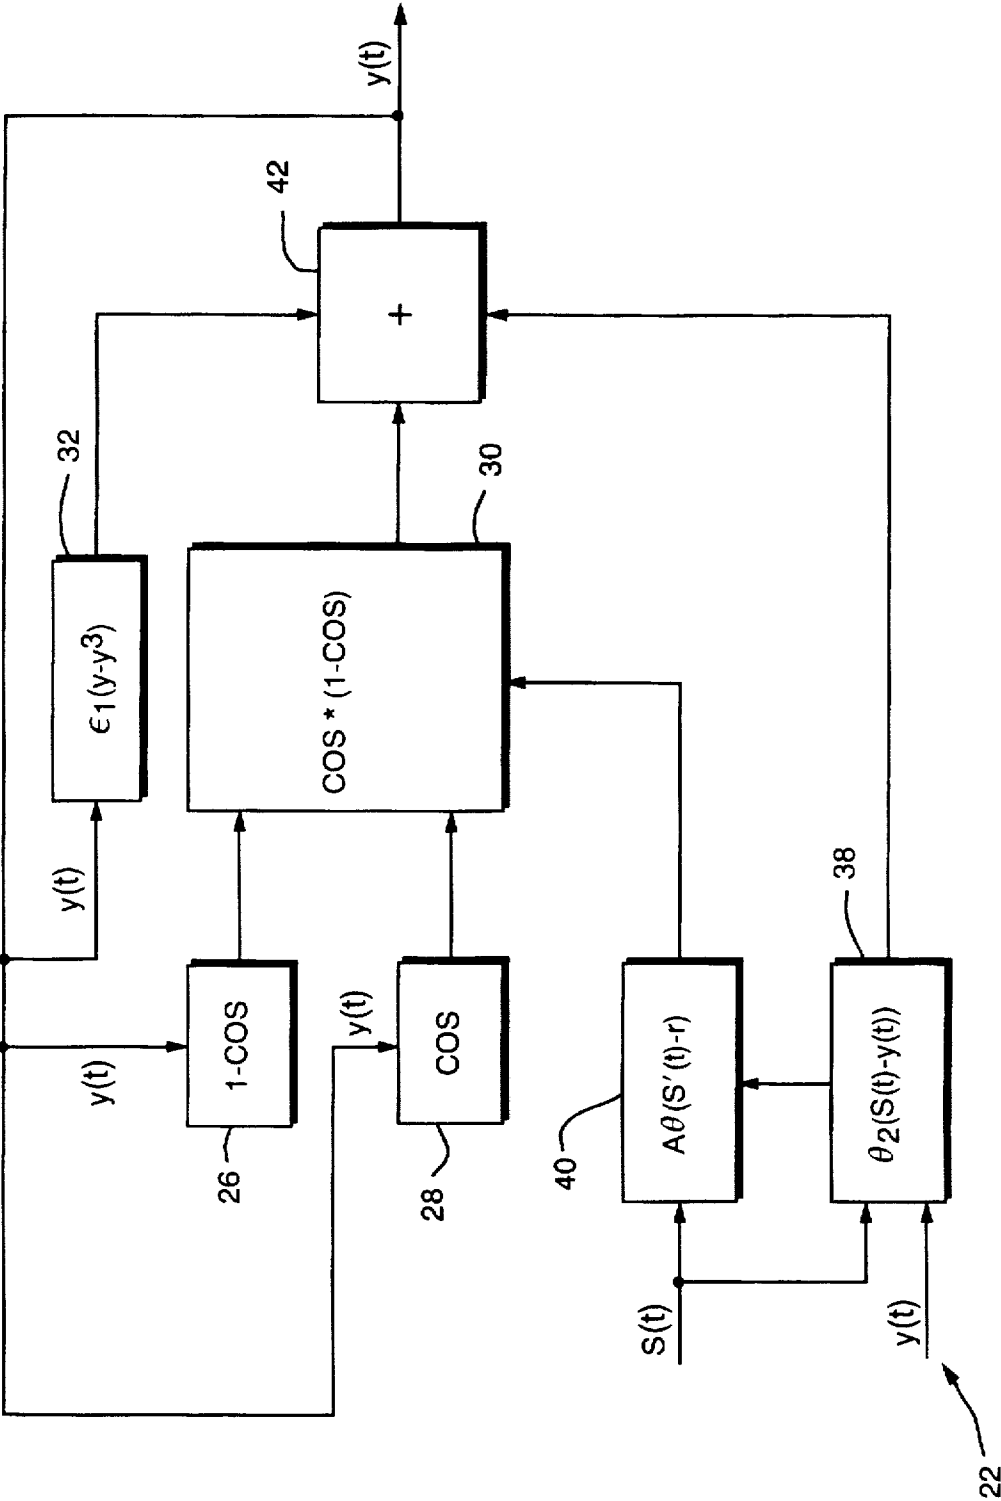 y(t)
42
32
ϵ1(y-y³)
30
COS * (1-COS)
+
y(t)
y(t)
1-COS
26
y(t)
COS
28
38
Aθ(S′(t)-r)
40
θ2(S(t)-y(t))
S(t)
y(t)
22